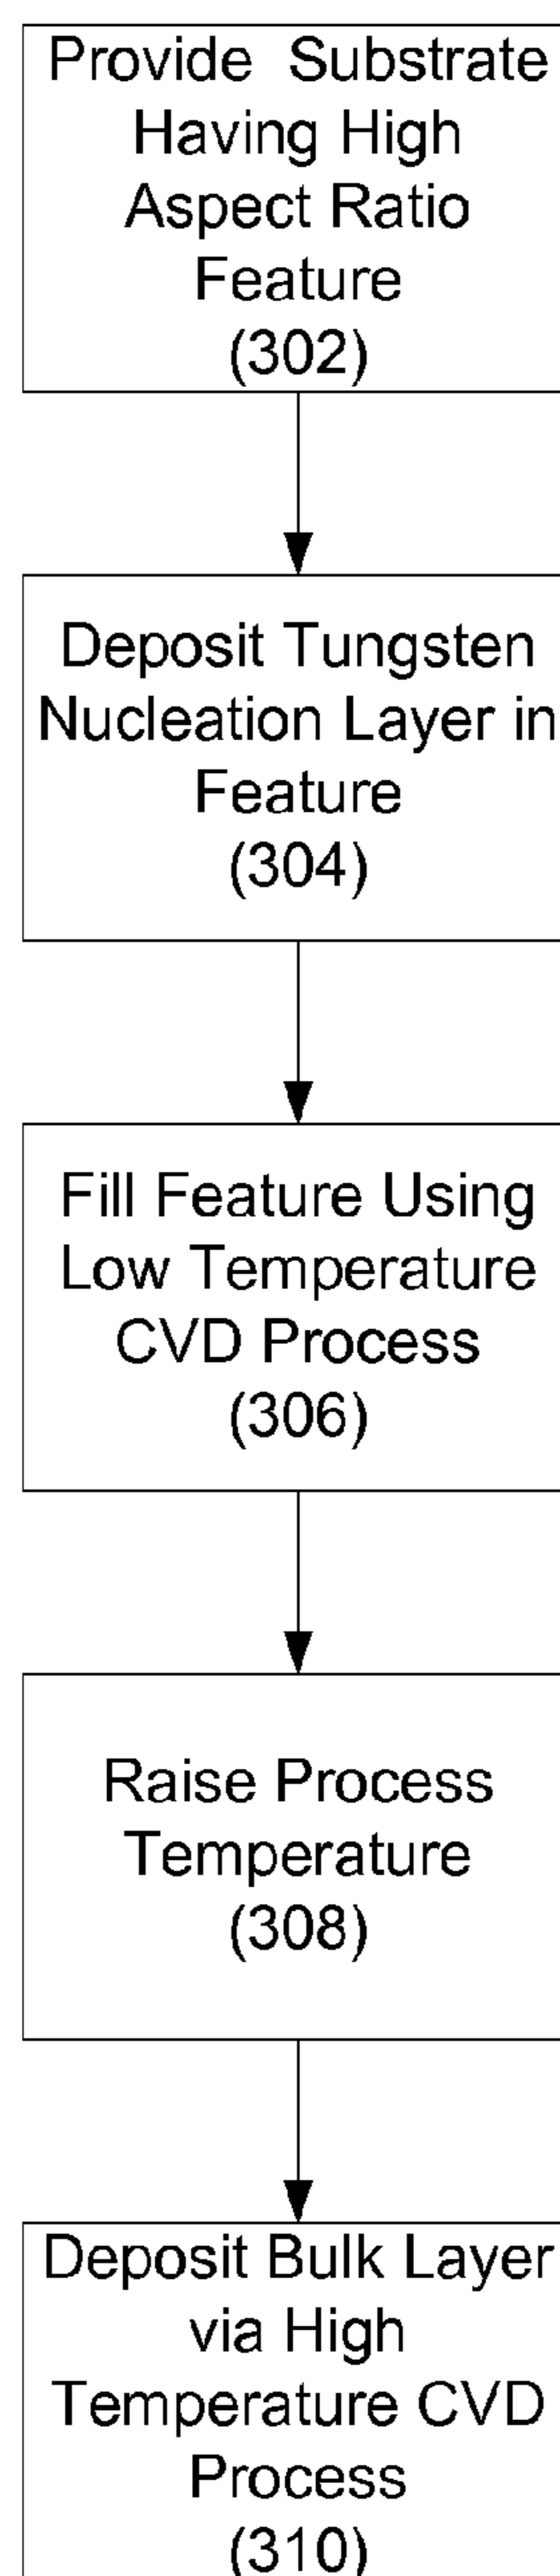 Provide Substrate
Having High
Aspect Ratio
Feature
(302)
Deposit Tungsten
Nucleation Layer in
Feature
(304)
Fill Feature Using
Low Temperature
CVD Process
(306)
Raise Process
Temperature
(308)
Deposit Bulk Layer
via High
Temperature CVD
Process
(310)